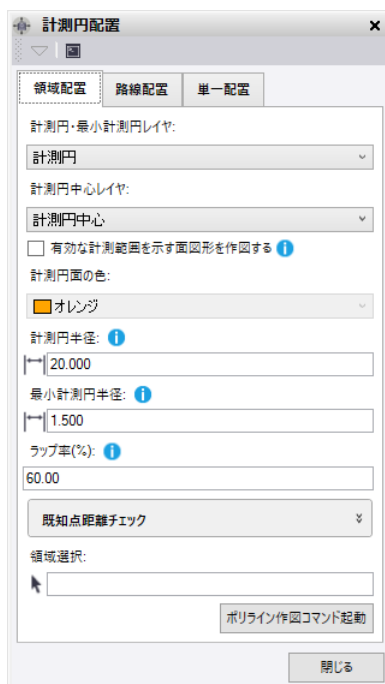 計測円配置
領域配置 路線配置 単一配置
計測円・最小計測円レイヤ:
計測円
計測円中心レイヤ:
計測円中心
有効な計測範囲を示す面図形を作図する
計測円面の色:
オレンジ
計測円半径:
20.000
最小計測円半径:
1.500
ラップ率(%):
60.00
既知点距離チェック
領域選択:
ポリライン作図コマンド起動
閉じる